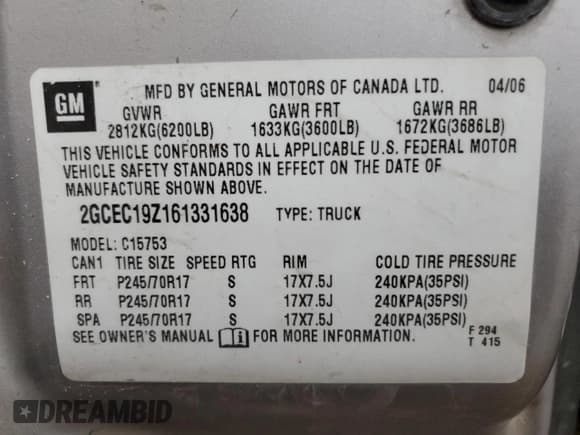 GM
MFD BY GENERAL MOTORS OF CANADA LTD. 04/06
GVWR GAWR FRT GAWR RR
2812KG(6200LB) 1633KG(3600LB) 1672KG(3686LB)
THIS VEHICLE CONFORMS TO ALL APPLICABLE U.S. FEDERAL MOTOR
VEHICLE SAFETY STANDARDS IN EFFECT ON THE DATE OF
MANUFACTURE SHOWN ABOVE.
2GCEC19Z161331638 TYPE: TRUCK
MODEL: C15753
CAN1 TIRE SIZE SPEED RTG RIM COLD TIRE PRESSURE
FRT P245/70R17 S 17X7.5J 240KPA(35PSI)
RR P245/70R17 S 17X7.5J 240KPA(35PSI)
SPA P245/70R17 S 17X7.5J 240KPA(35PSI)
SEE OWNER'S MANUAL i FOR MORE INFORMATION.
F 294
T 415
DREAMBID